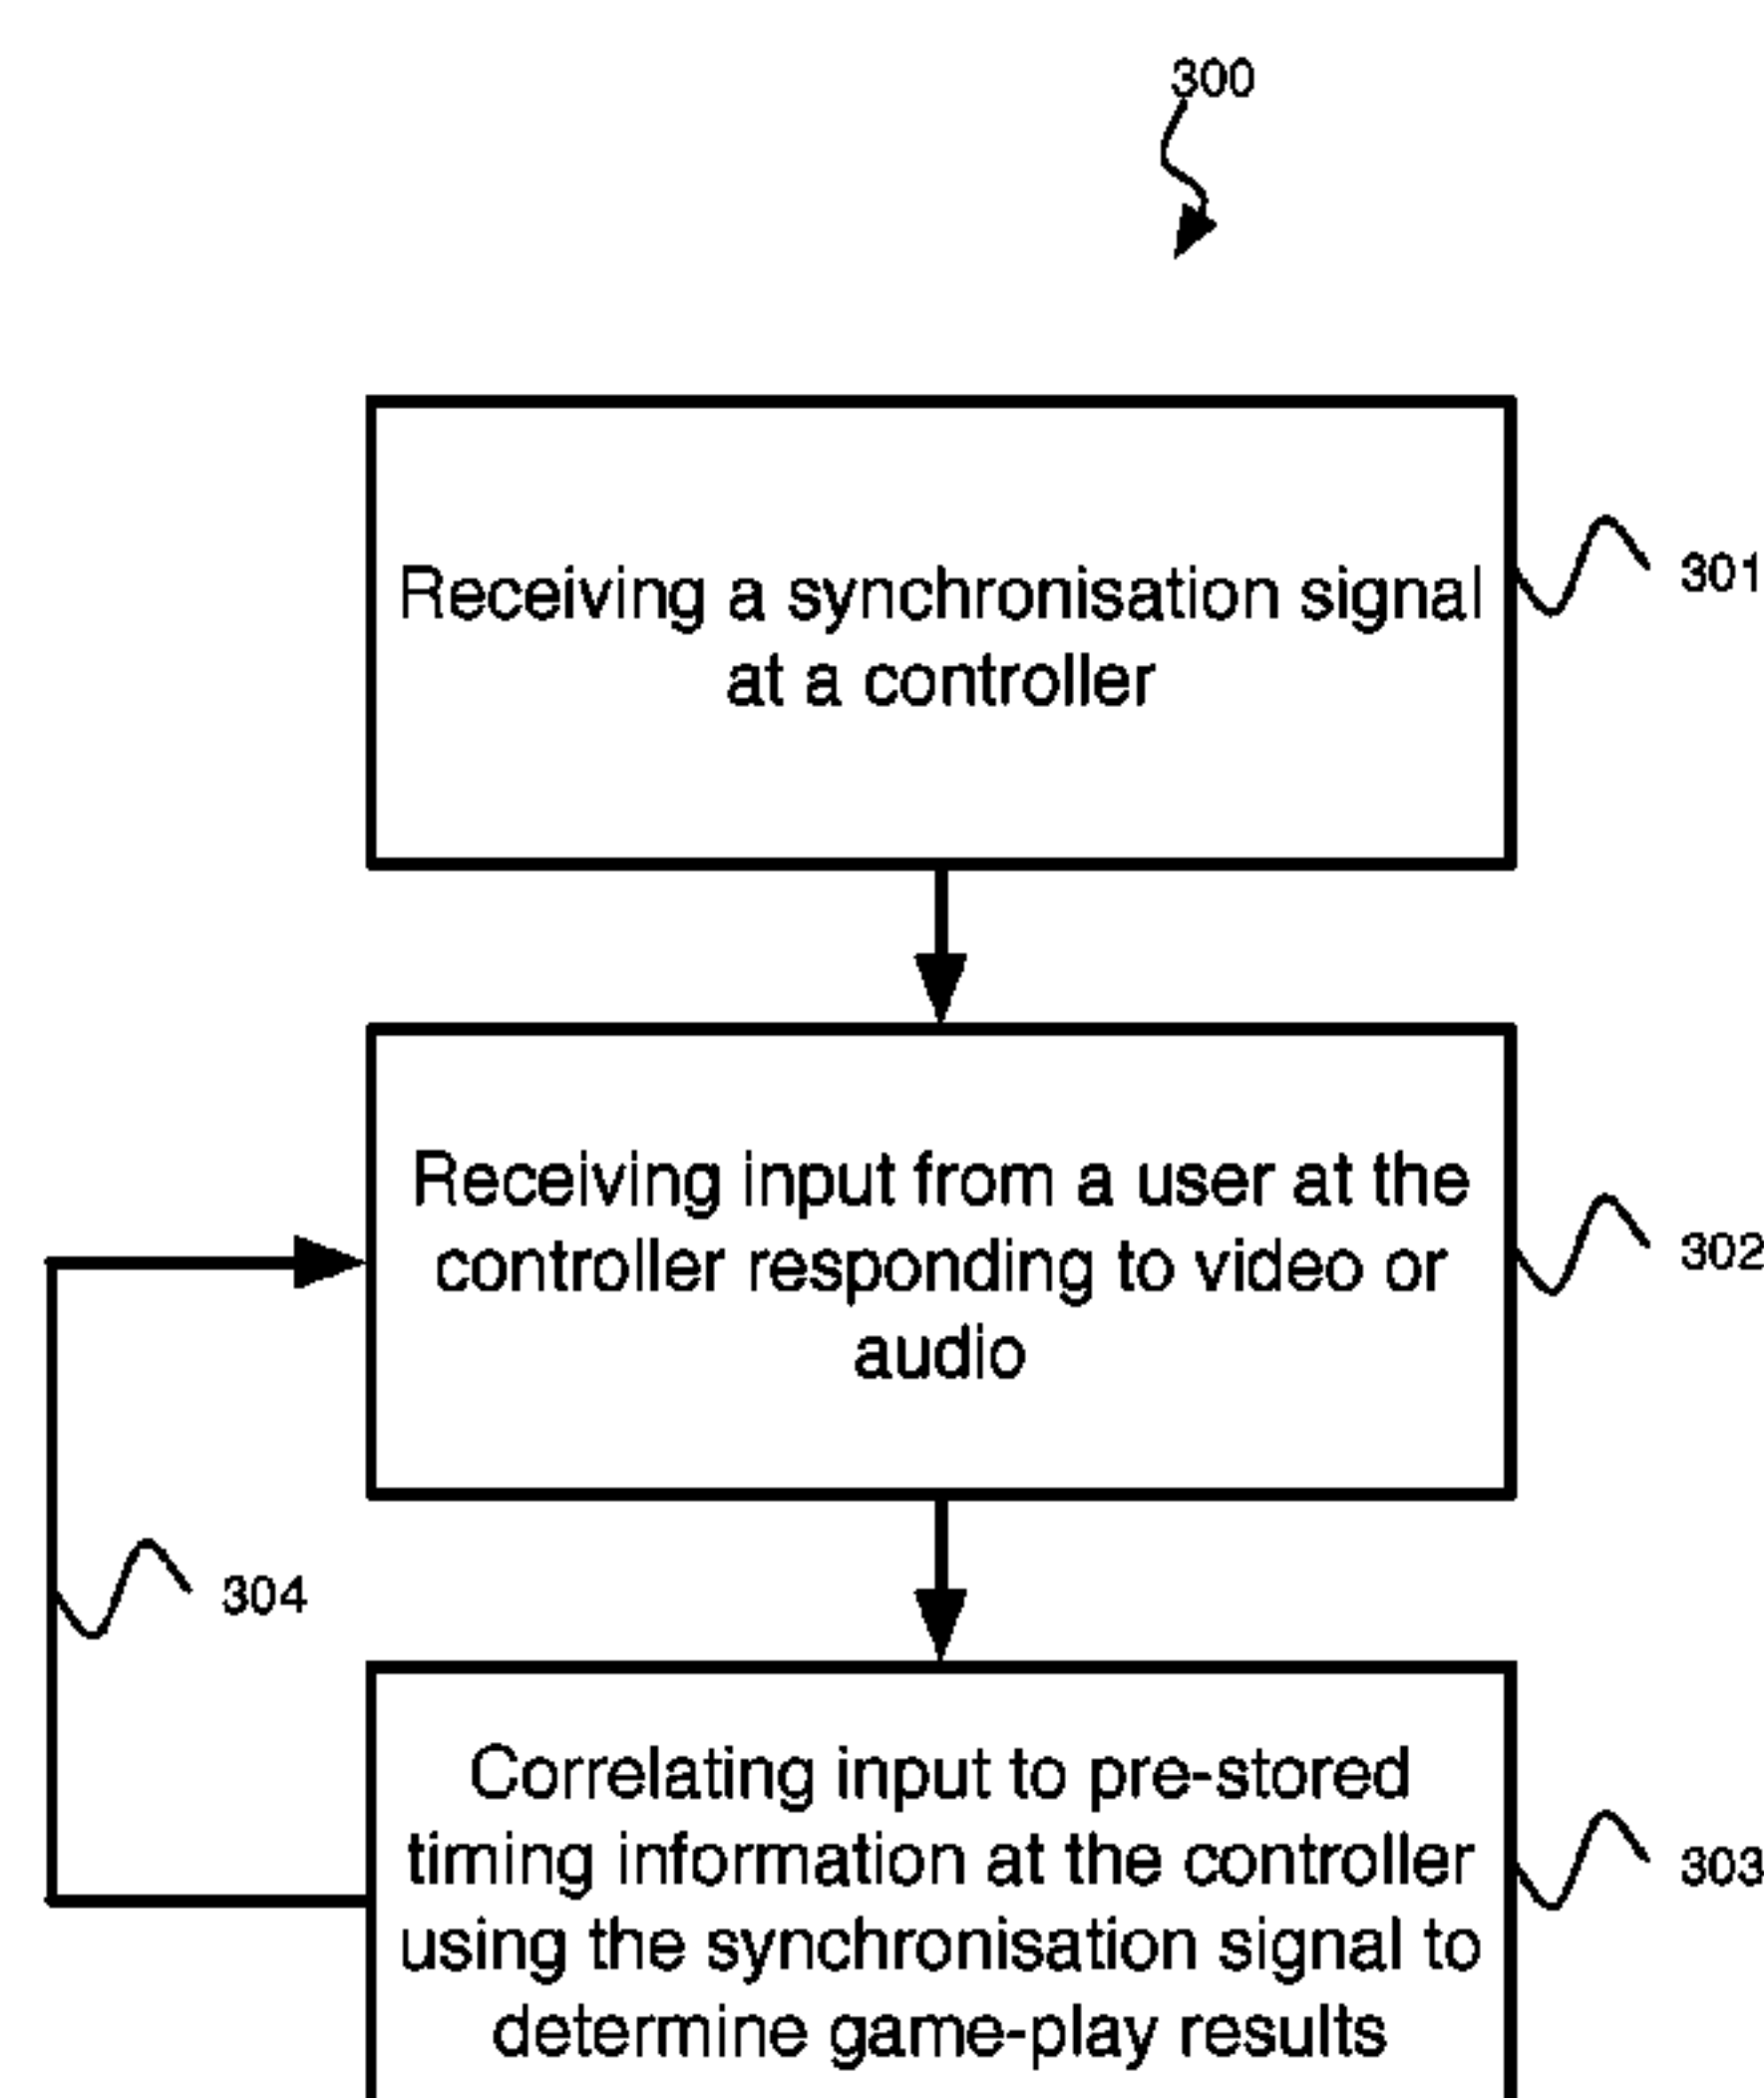 300
Receiving a synchronisation signal
at a controller
301
Receiving input from a user at the
controller responding to video or
audio
302
304
Correlating input to pre-stored
timing information at the controller
using the synchronisation signal to
determine game-play results
303